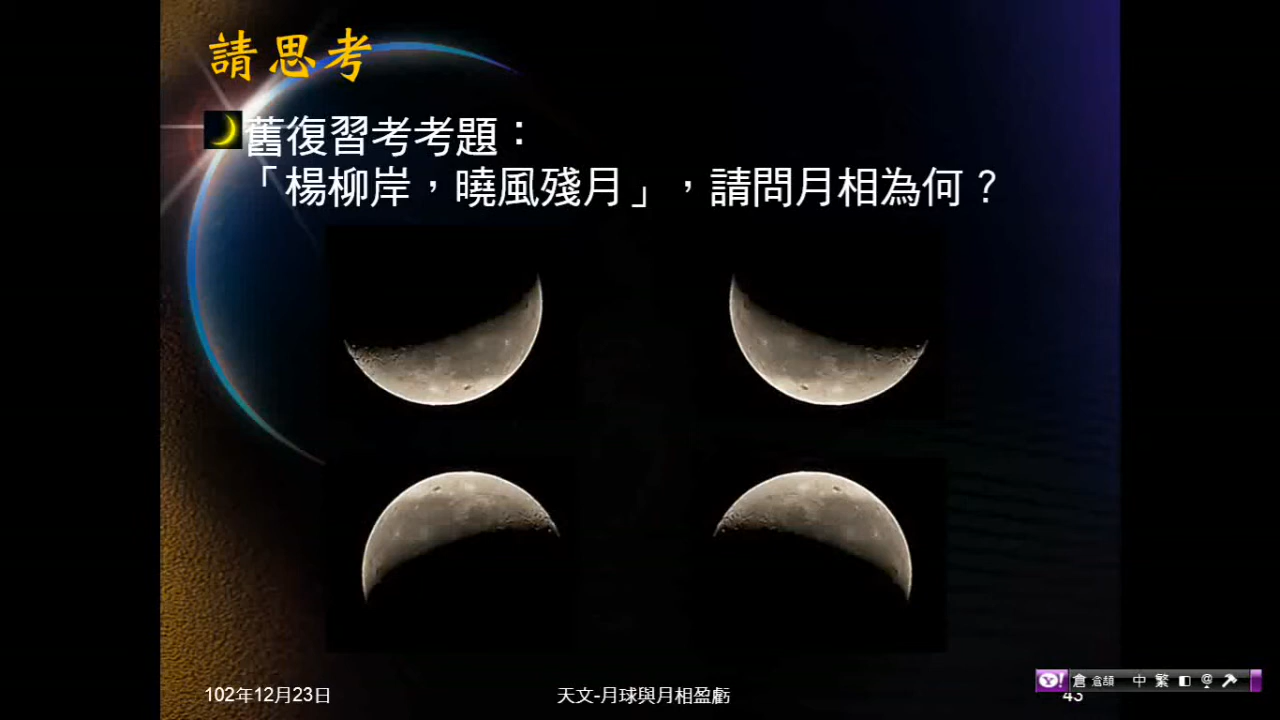 請思考
舊復習考考題：
「楊柳岸，曉風殘月」，請問月相為何？
102年12月23日
天文-月球與月相盈虧
43
Y! 倉 倉頡 中 繁